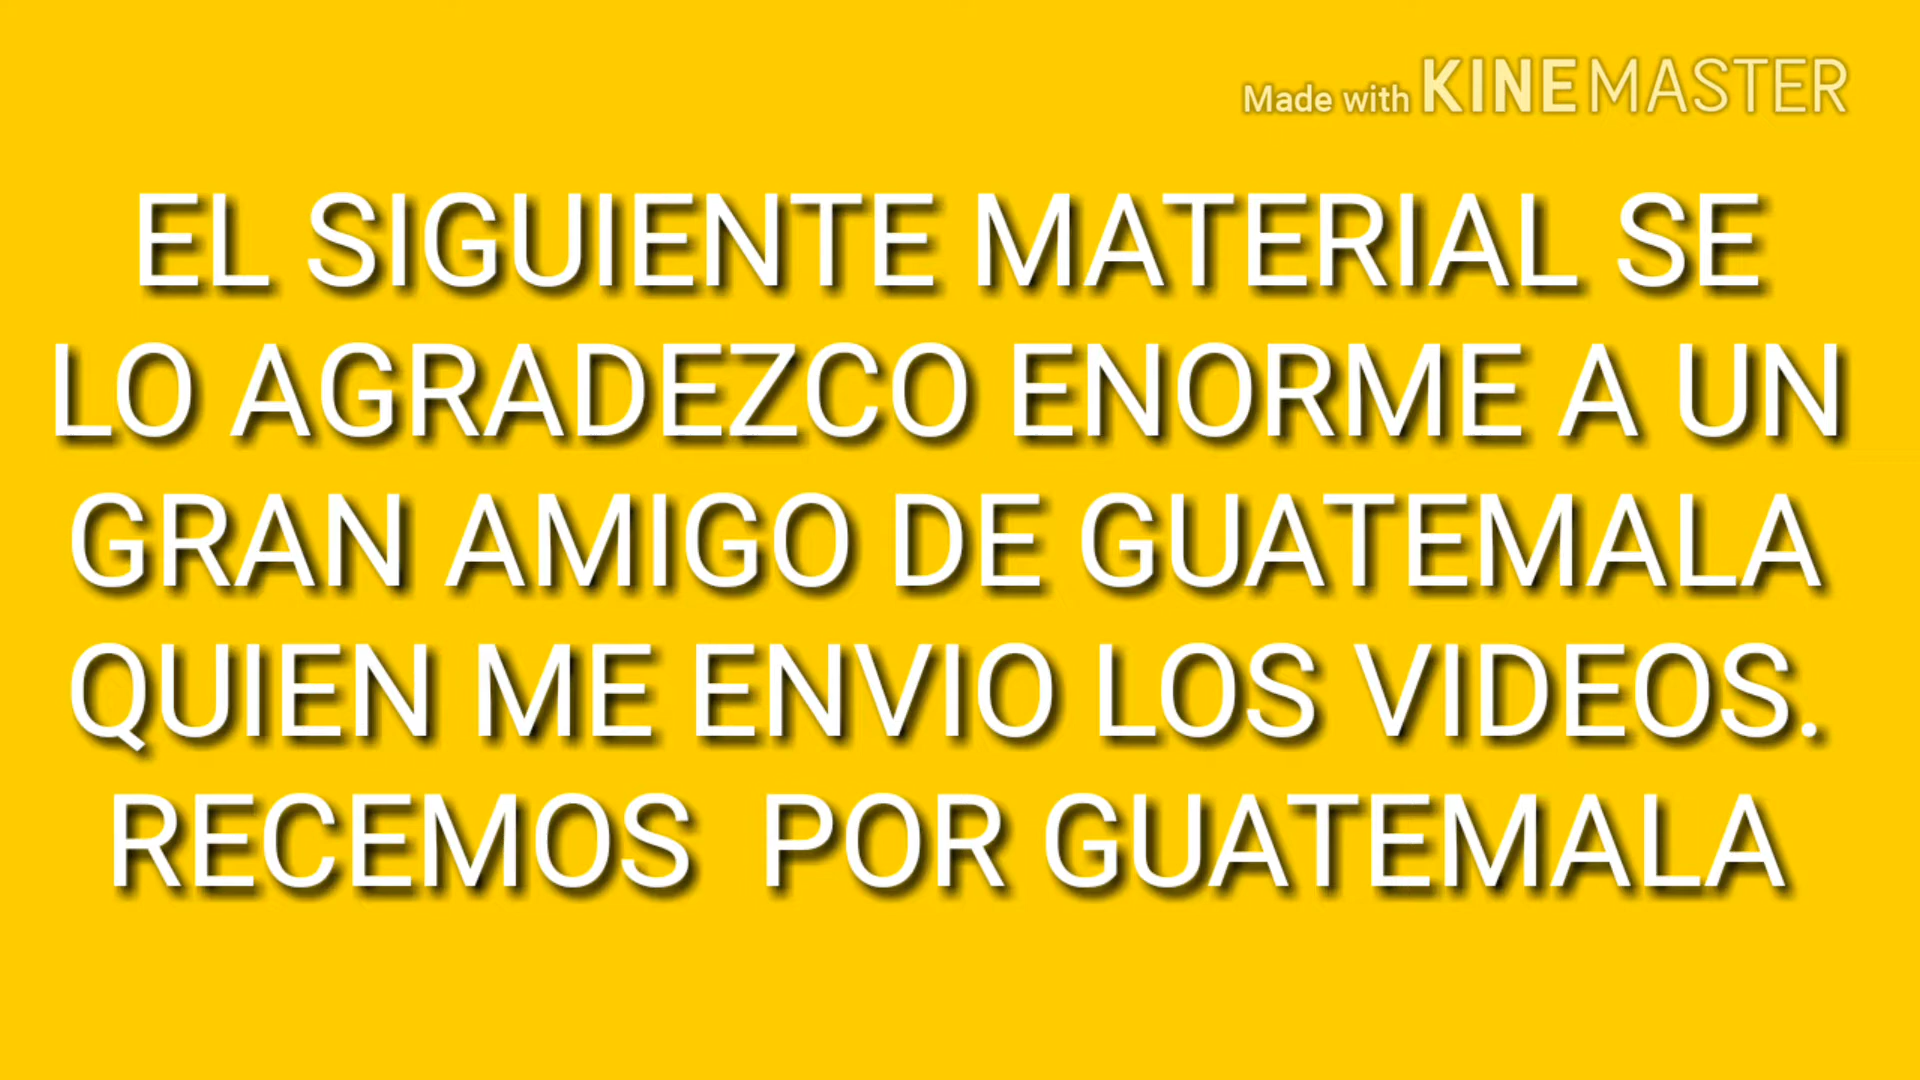 Made with KINEMASTER
EL SIGUIENTE MATERIAL SE
LO AGRADEZCO ENORME A UN
GRAN AMIGO DE GUATEMALA
QUIEN ME ENVIO LOS VIDEOS.
RECEMOS  POR GUATEMALA